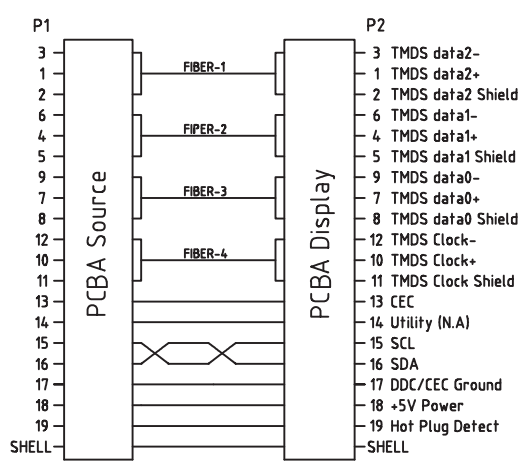 P1 P2
3 FIBER-1 3 TMDS data2-
1 1 TMDS data2+
2 2 TMDS data2 Shield
6 FIPER-2 6 TMDS data1-
4 4 TMDS data1+
5 5 TMDS data1 Shield
9 FIBER-3 9 TMDS data0-
7 7 TMDS data0+
8 8 TMDS data0 Shield
12 FIBER-4 12 TMDS Clock-
10 10 TMDS Clock+
11 11 TMDS Clock Shield
13 13 CEC
14 14 Utility (N.A)
15 15 SCL
16 16 SDA
17 17 DDC/CEC Ground
18 18 +5V Power
19 19 Hot Plug Detect
SHELL SHELL
PCBA Source
PCBA Display